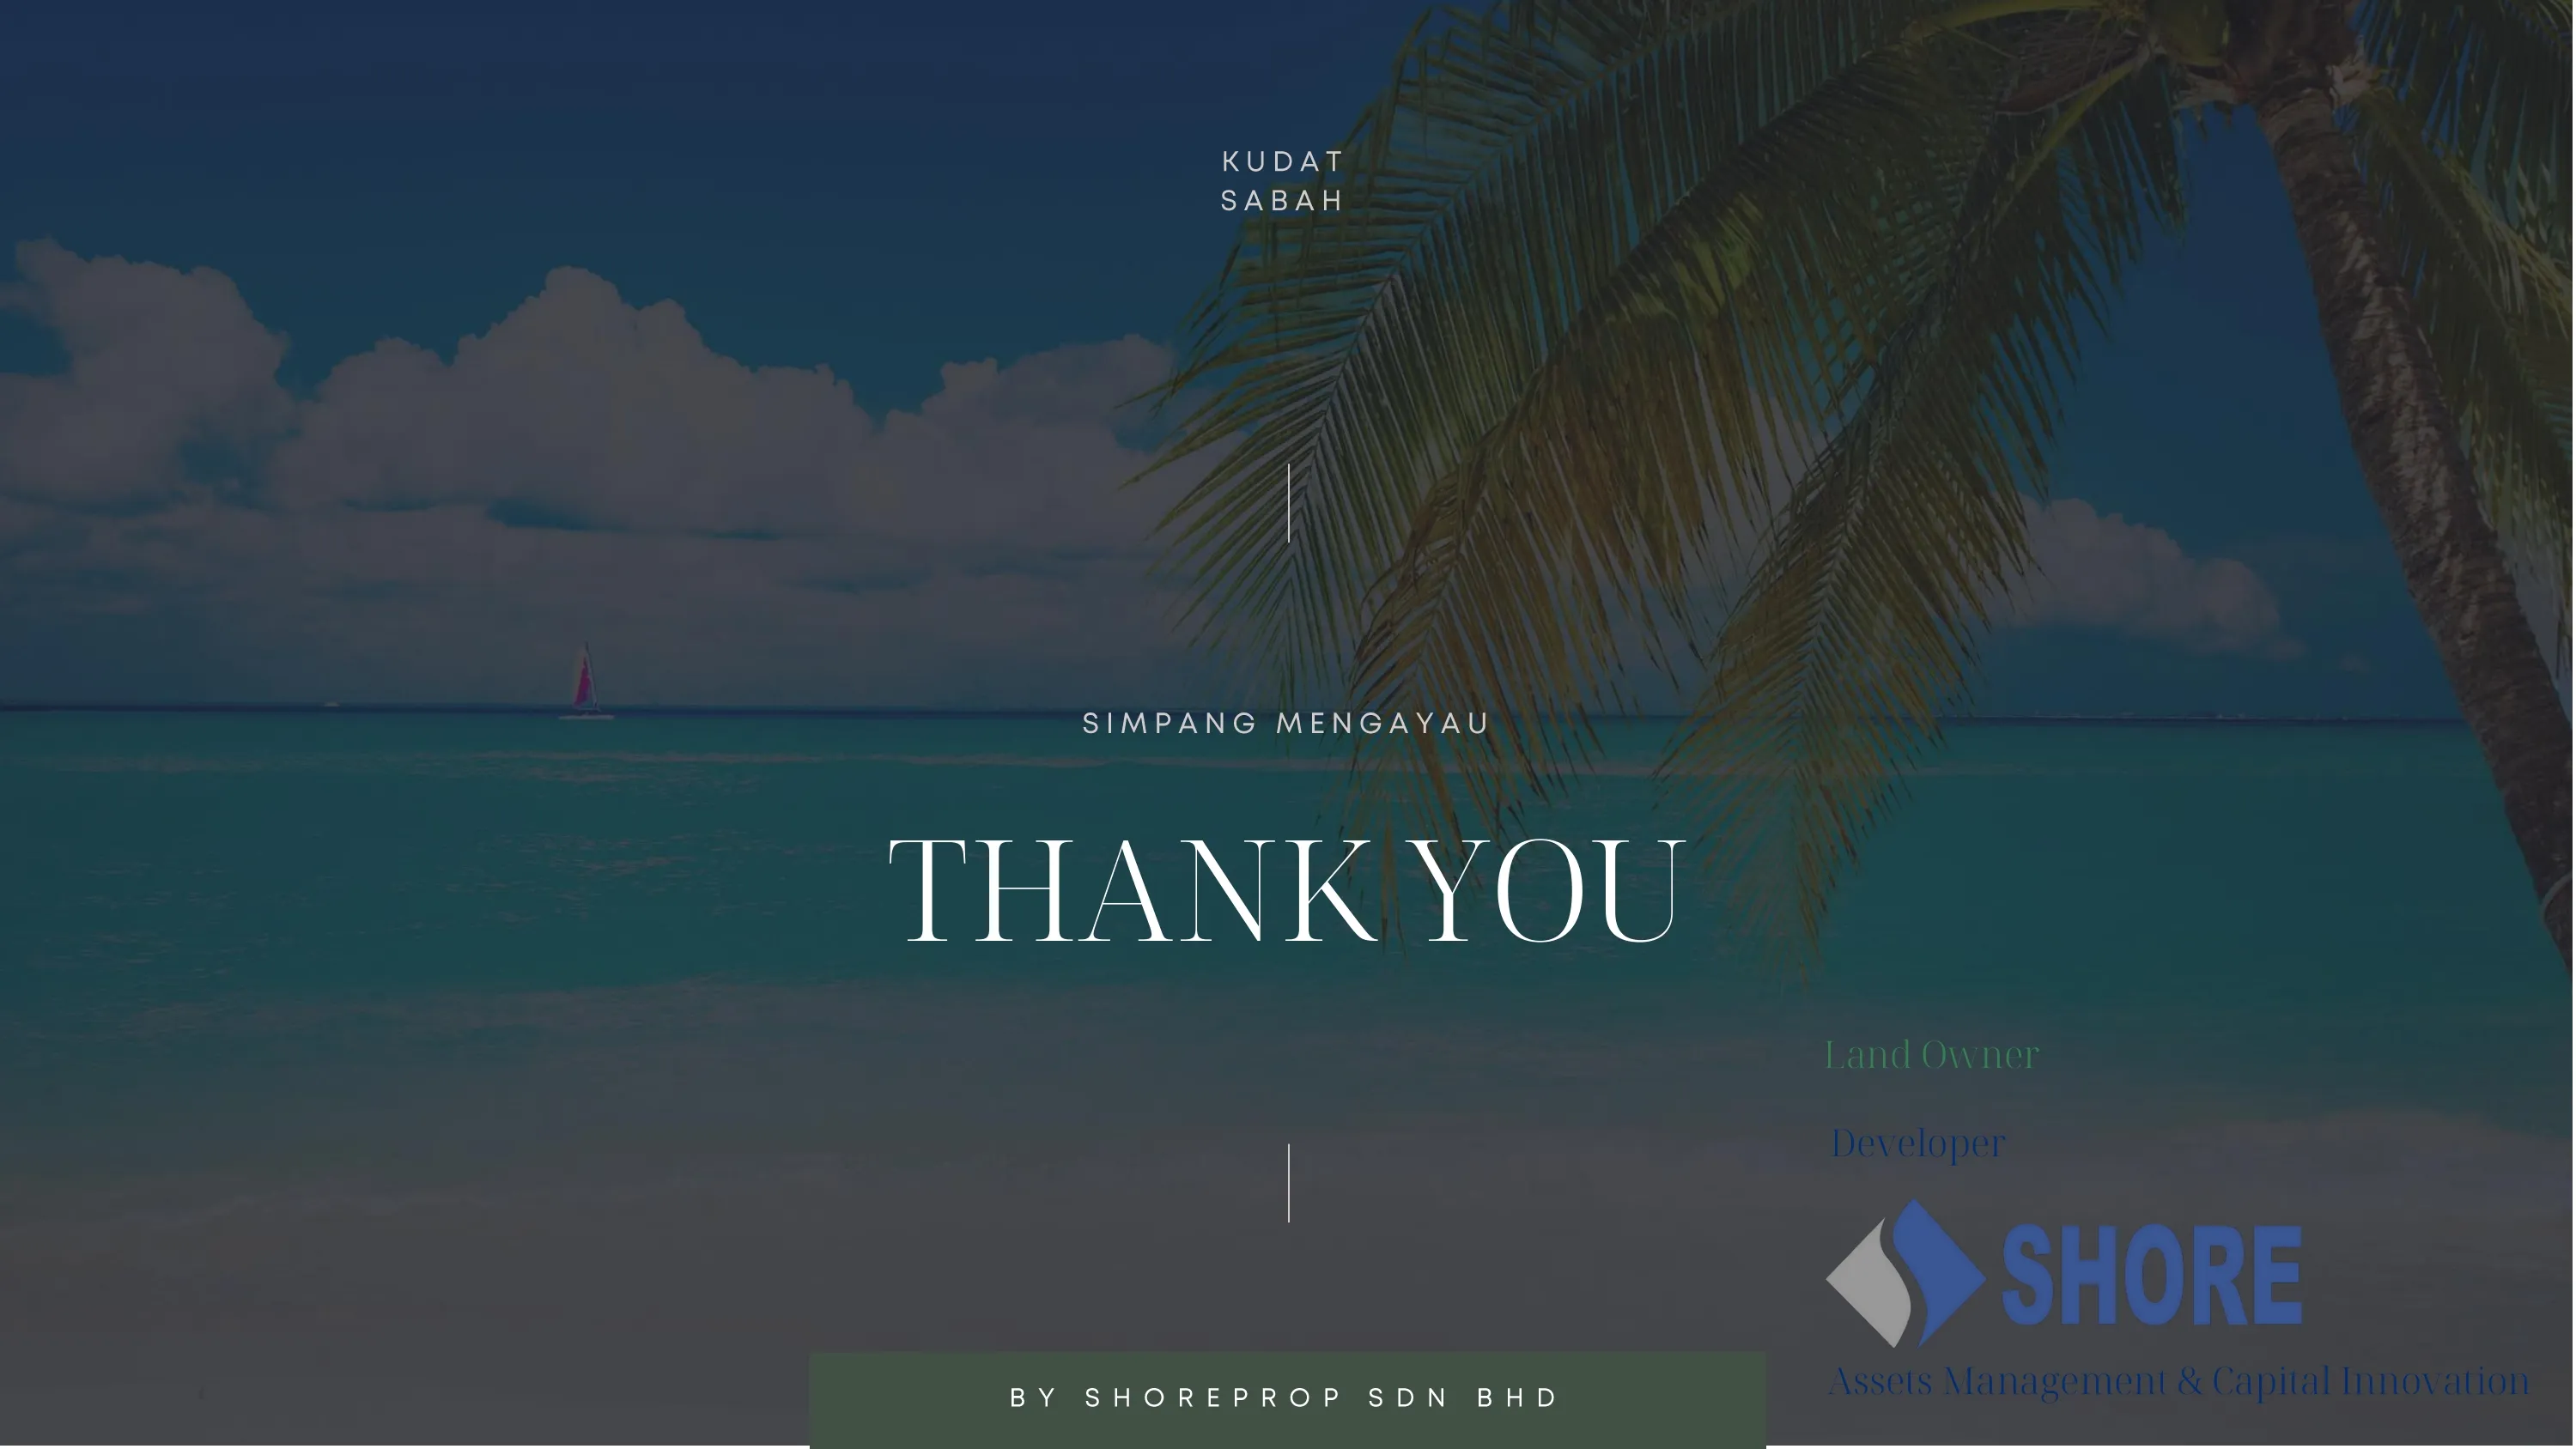 KUDAT
SABAH
SIMPANG MENGAYAU
THANK YOU
Land Owner
Developer
SHORE
Assets Management & Capital Innovation
BY SHOREPROP SDN BHD